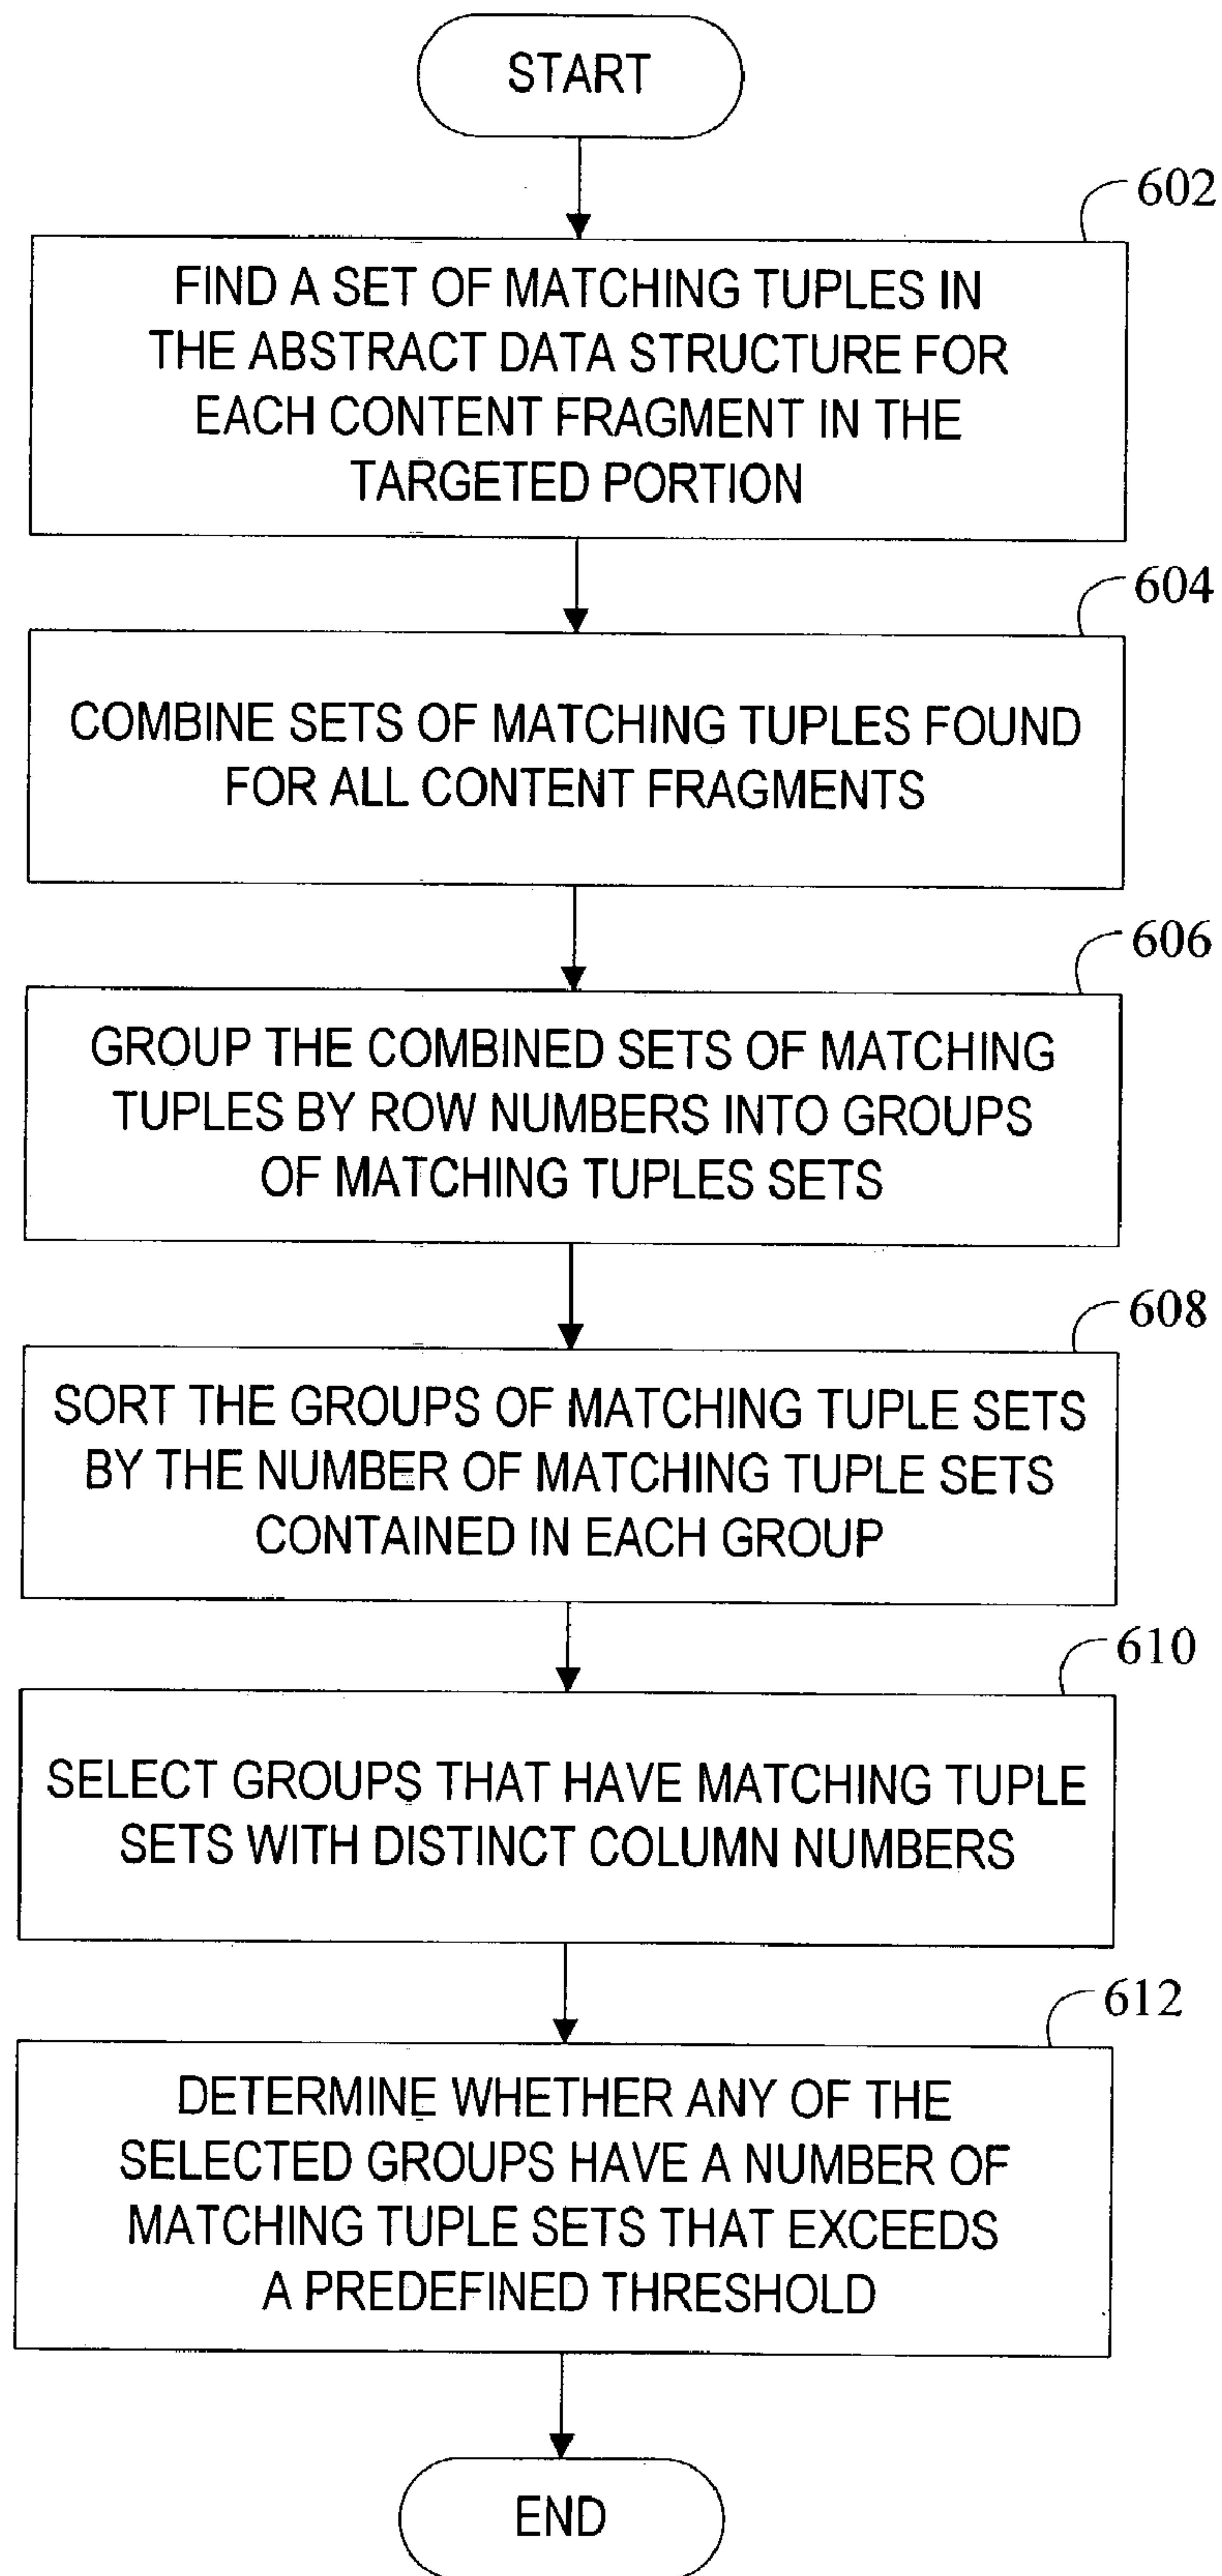 START
602
FIND A SET OF MATCHING TUPLES IN
THE ABSTRACT DATA STRUCTURE FOR
EACH CONTENT FRAGMENT IN THE
TARGETED PORTION
604
COMBINE SETS OF MATCHING TUPLES FOUND
FOR ALL CONTENT FRAGMENTS
606
GROUP THE COMBINED SETS OF MATCHING
TUPLES BY ROW NUMBERS INTO GROUPS
OF MATCHING TUPLES SETS
608
SORT THE GROUPS OF MATCHING TUPLE SETS
BY THE NUMBER OF MATCHING TUPLE SETS
CONTAINED IN EACH GROUP
610
SELECT GROUPS THAT HAVE MATCHING TUPLE
SETS WITH DISTINCT COLUMN NUMBERS
612
DETERMINE WHETHER ANY OF THE
SELECTED GROUPS HAVE A NUMBER OF
MATCHING TUPLE SETS THAT EXCEEDS
A PREDEFINED THRESHOLD
END